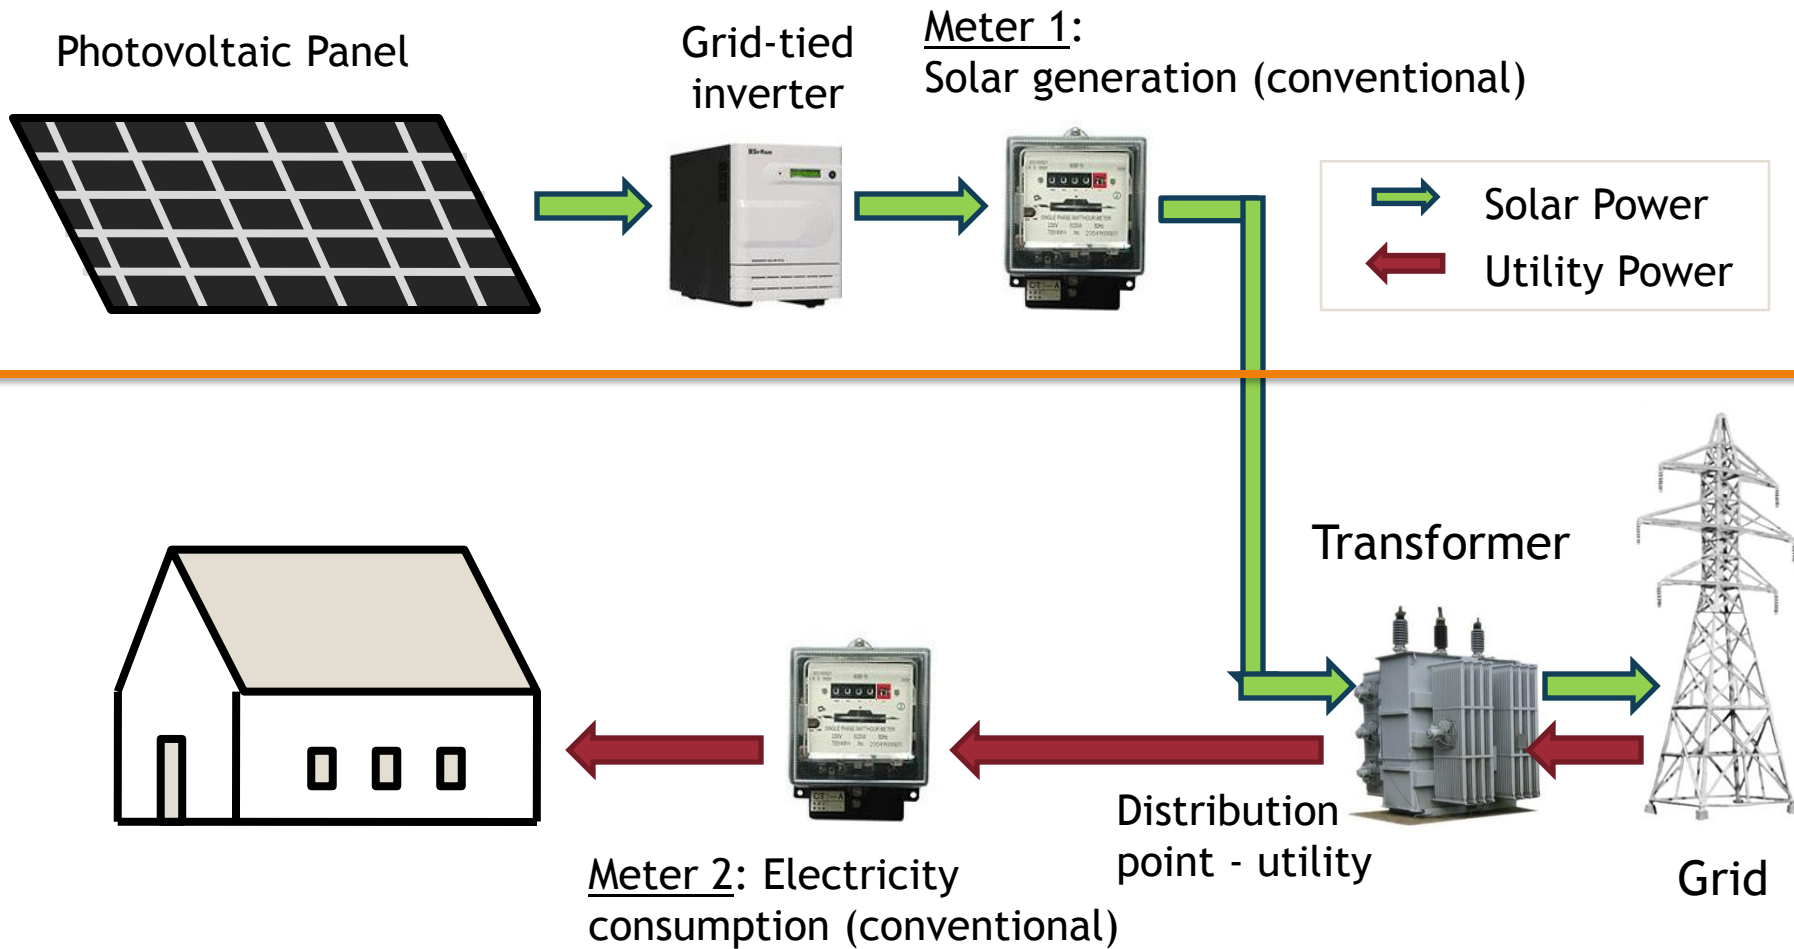 Photovoltaic Panel
Grid-tied
inverter
Meter 1:
Solar generation (conventional)
Solar Power
Utility Power
Transformer
Distribution
point - utility
Grid
Meter 2: Electricity
consumption (conventional)